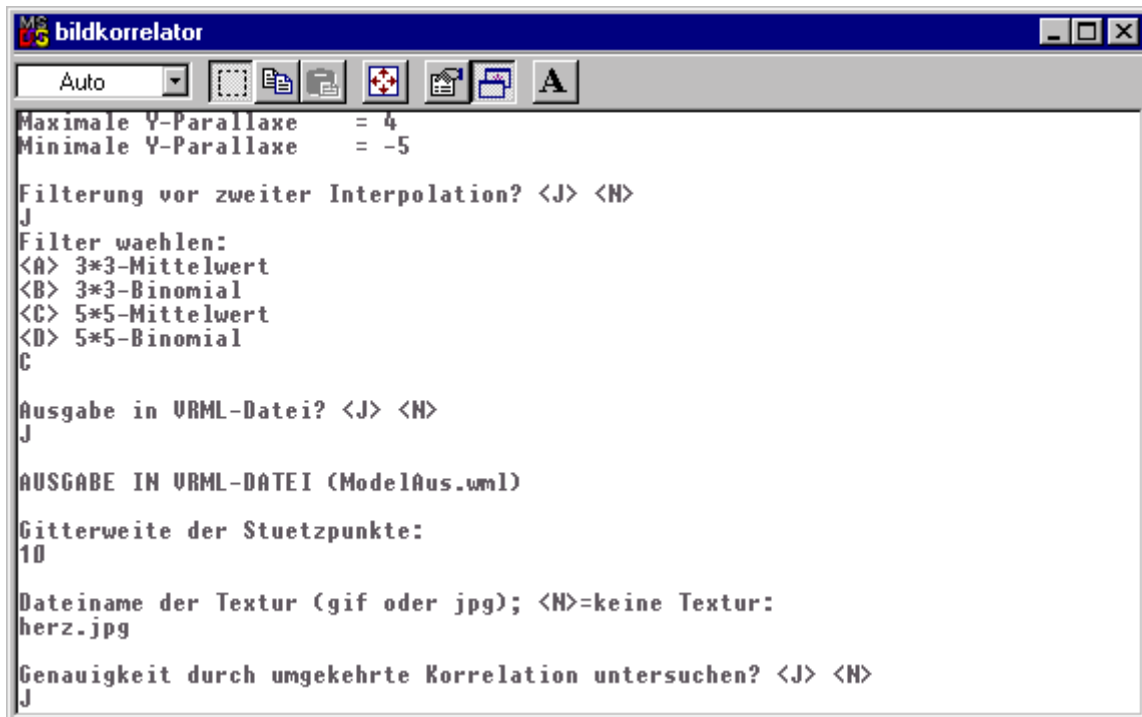 bildkorrelator
Auto
A
Maximale Y-Parallaxe    = 4
Minimale Y-Parallaxe    = -5
Filterung vor zweiter Interpolation? <J> <N>
J
Filter waehlen:
<A> 3*3-Mittelwert
<B> 3*3-Binomial
<C> 5*5-Mittelwert
<D> 5*5-Binomial
C
Ausgabe in VRML-Datei? <J> <N>
J
AUSGABE IN VRML-DATEI (ModelAus.wml)
Gitterweite der Stuetzpunkte:
10
Dateiname der Textur (gif oder jpg); <N>=keine Textur:
herz.jpg
Genauigkeit durch umgekehrte Korrelation untersuchen? <J> <N>
J